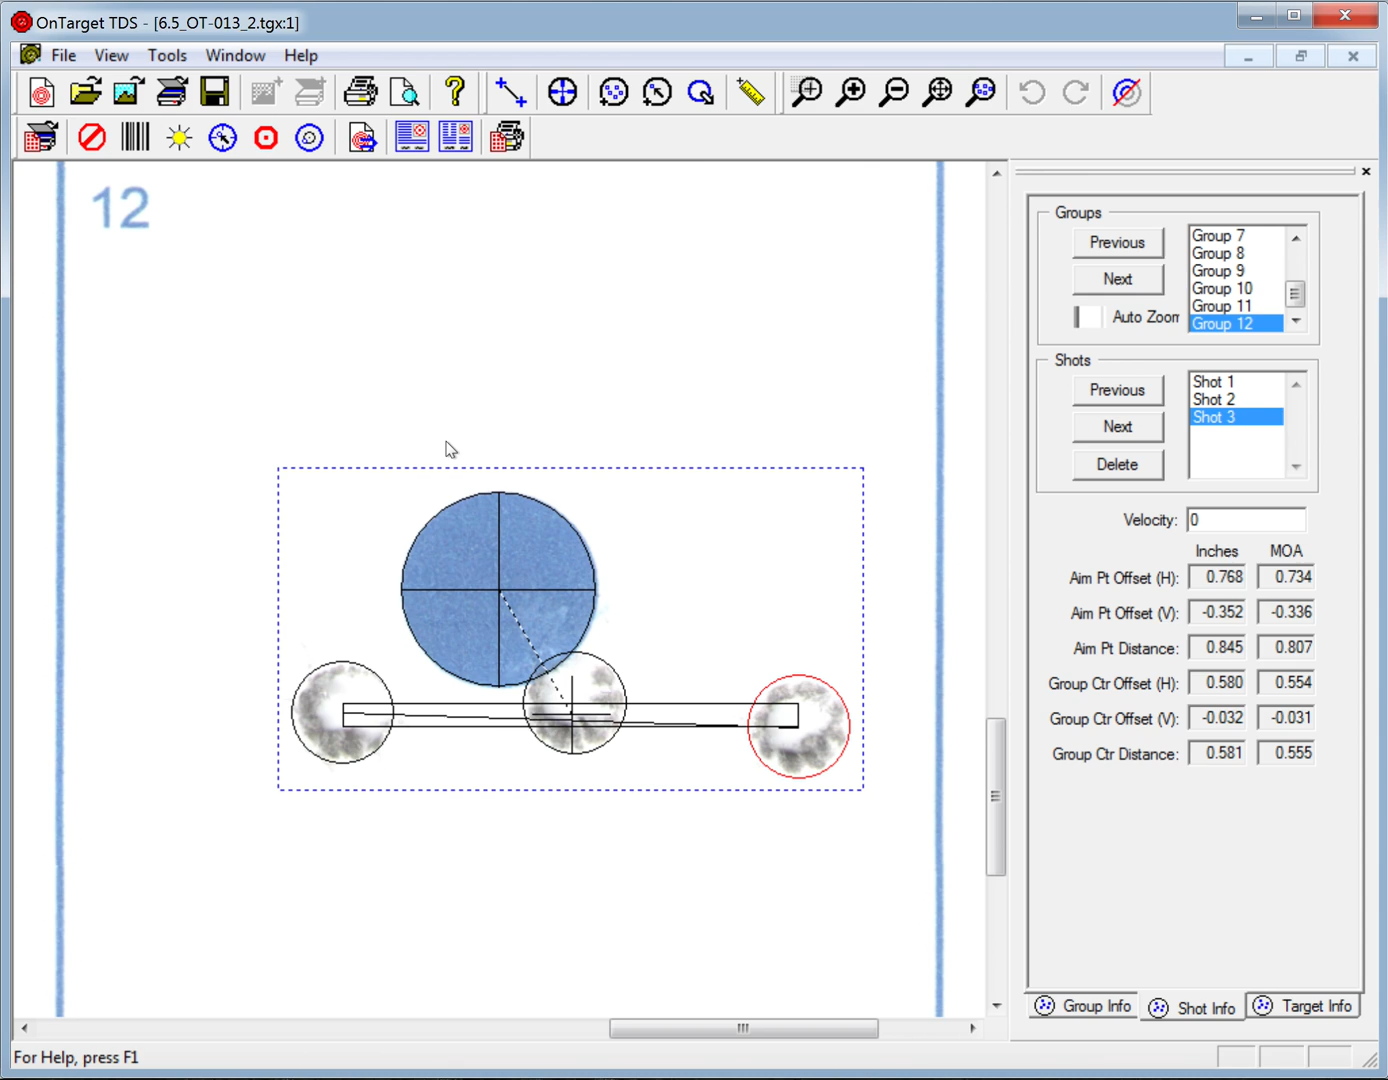 OnTarget TDS - [6.5_OT-013_2.tgx:1]
File View Tools Window Help
12
Groups
Previous
Next
Auto Zoom
Group 7
Group 8
Group 9
Group 10
Group 11
Group 12
Shots
Previous
Next
Delete
Shot 1
Shot 2
Shot 3
Velocity: 0
Inches MOA
Aim Pt Offset (H): 0.768 0.734
Aim Pt Offset (V): -0.352 -0.336
Aim Pt Distance: 0.845 0.807
Group Ctr Offset (H): 0.580 0.554
Group Ctr Offset (V): -0.032 -0.031
Group Ctr Distance: 0.581 0.555
Group Info Shot Info Target Info
For Help, press F1